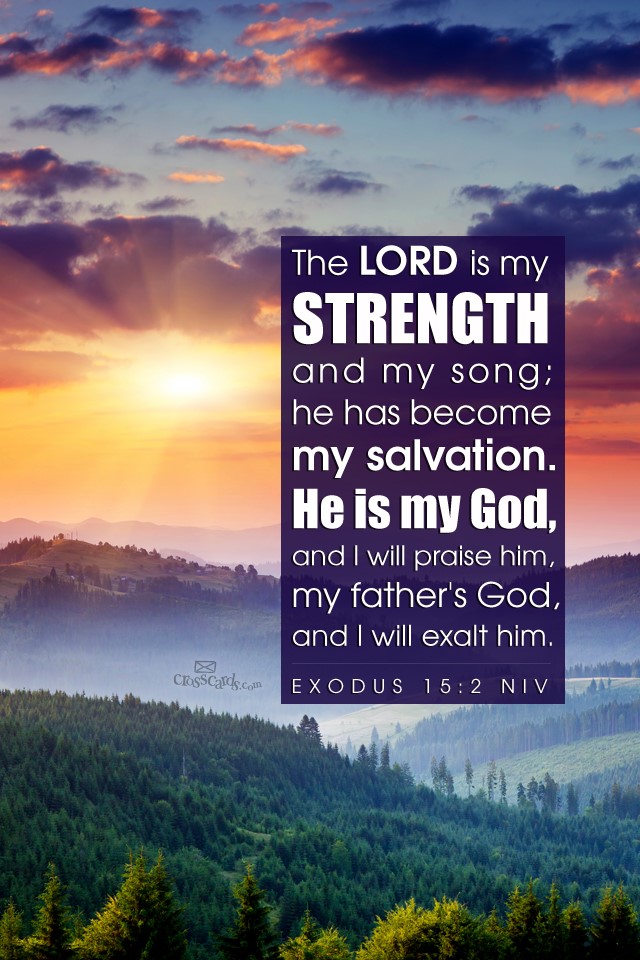 The LORD is my
STRENGTH
and my song;
he has become
my salvation.
He is my God,
and I will praise him,
my father's God,
and I will exalt him.
EXODUS 15:2 NIV
crosscards.com